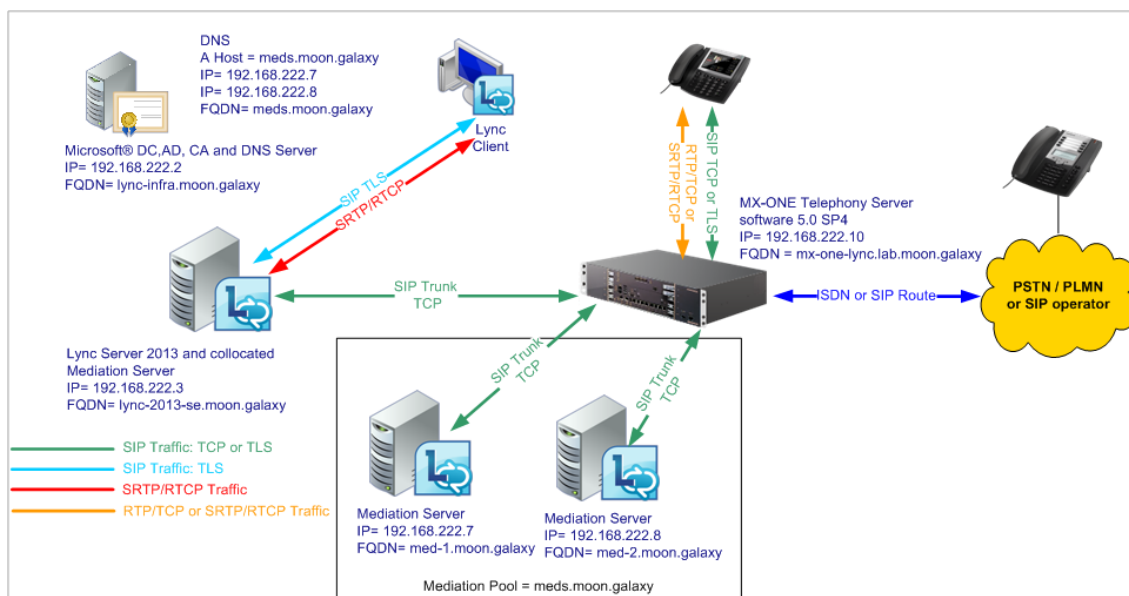 DNS
A Host = meds.moon.galaxy
IP= 192.168.222.7
IP= 192.168.222.8
FQDN= meds.moon.galaxy
Lync
Client
Microsoft® DC,AD, CA and DNS Server
IP= 192.168.222.2
FQDN= lync-infra.moon.galaxy
SIP TLS
SRTP/RTCP
RTP/TCP or
SRTP/RTCP
SIP TCP or TLS
MX-ONE Telephony Server
software 5.0 SP4
IP= 192.168.222.10
FQDN = mx-one-lync.lab.moon.galaxy
SIP Trunk
TCP
ISDN or SIP Route
PSTN / PLMN
or SIP operator
Lync Server 2013 and collocated
Mediation Server
IP= 192.168.222.3
FQDN= lync-2013-se.moon.galaxy
SIP Trunk
TCP
SIP Trunk
TCP
SIP Traffic: TCP or TLS
SIP Traffic: TLS
SRTP/RTCP Traffic
RTP/TCP or SRTP/RTCP Traffic
Mediation Server
IP= 192.168.222.7
FQDN= med-1.moon.galaxy
Mediation Server
IP= 192.168.222.8
FQDN= med-2.moon.galaxy
Mediation Pool = meds.moon.galaxy